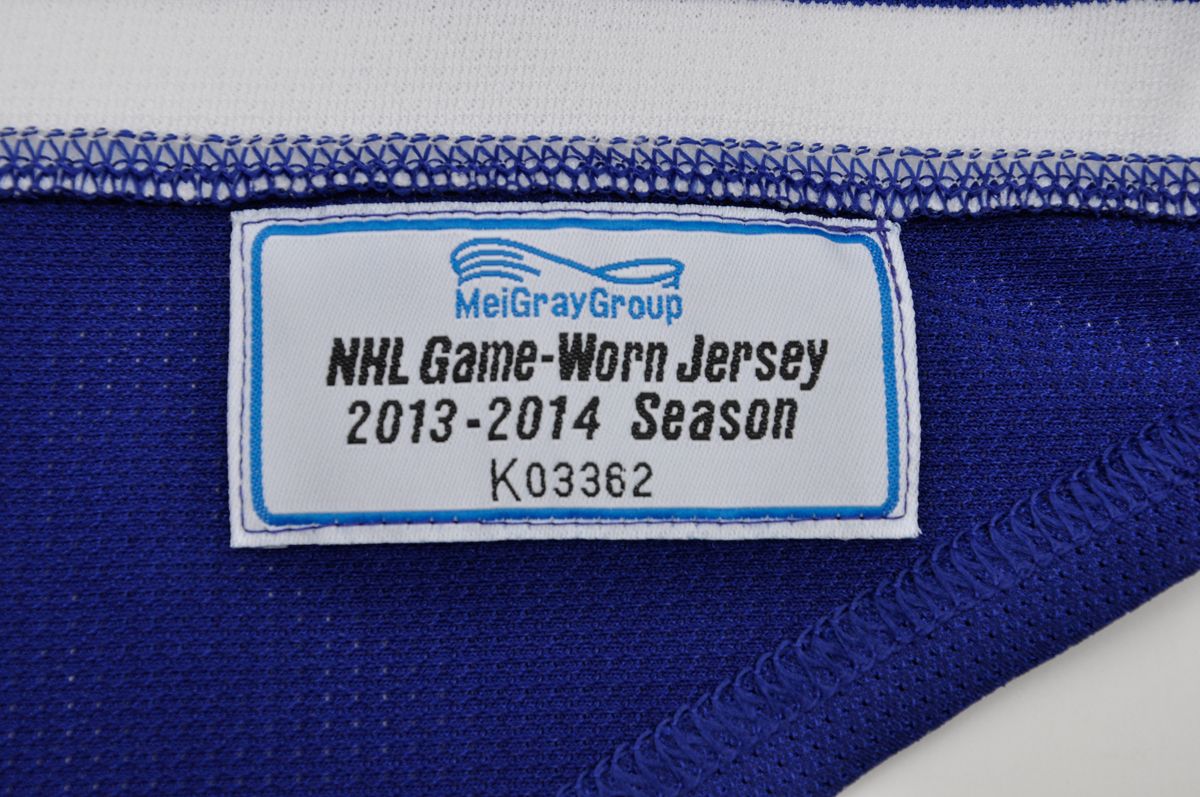 MeiGrayGroup
NHL Game-Worn Jersey
2013-2014 Season
K03362